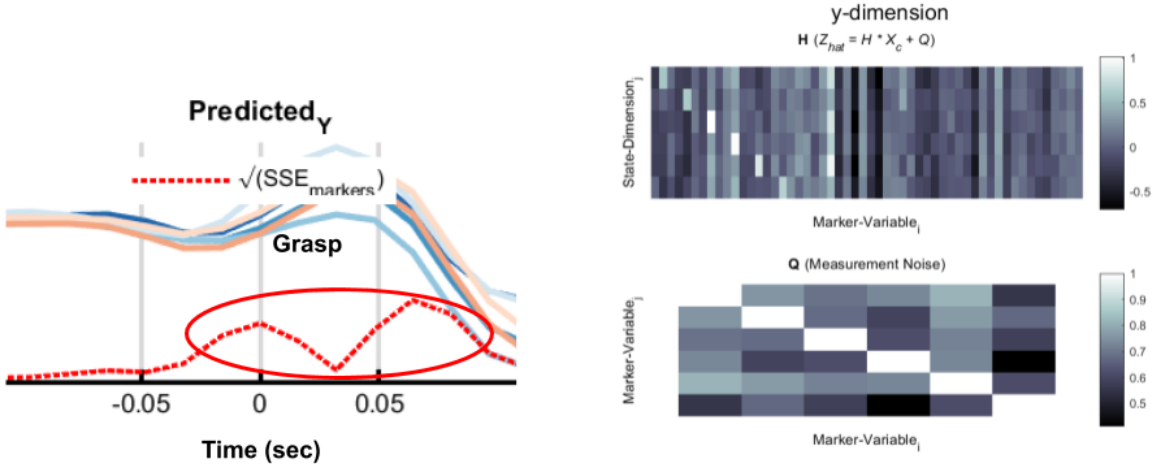 Predicted_Y
√(SSE_markers)
Grasp
-0.05 0 0.05
Time (sec)
y-dimension
H (Z_hat = H * X_c + Q)
State-Dimension_j
1
0.5
0
-0.5
Marker-Variable_i
Q (Measurement Noise)
Marker-Variable_j
1
0.9
0.8
0.7
0.6
0.5
Marker-Variable_i